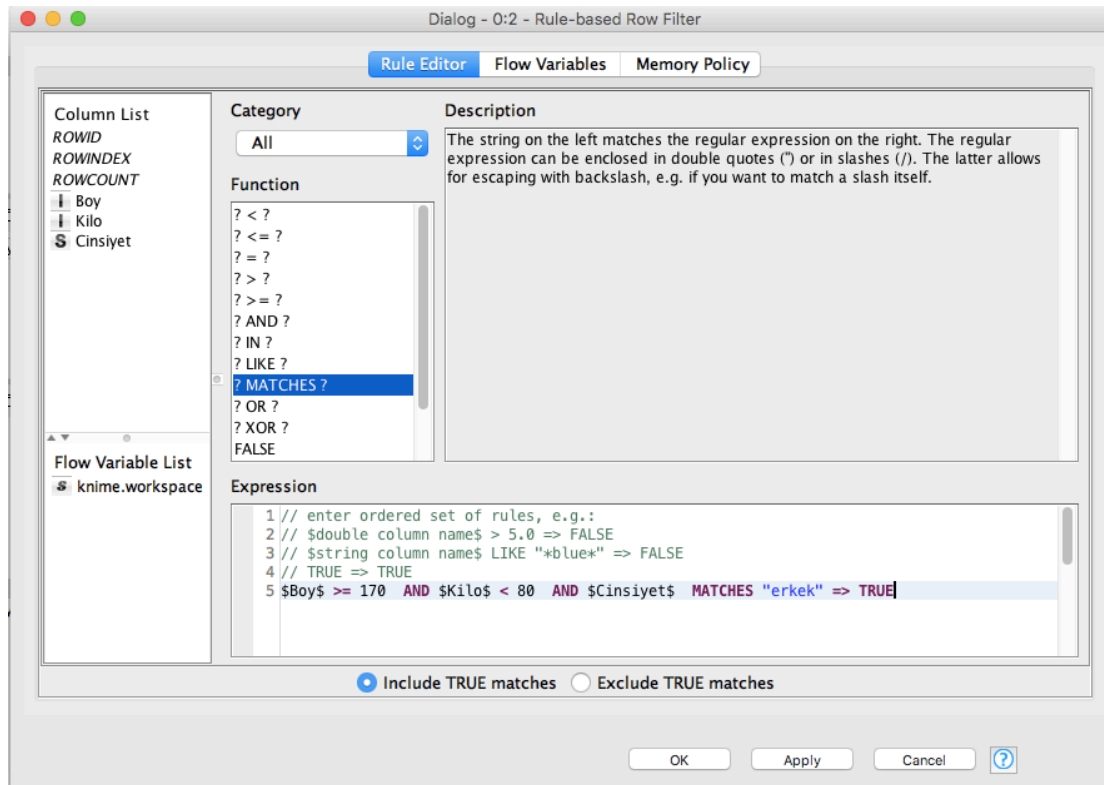 Dialog - 0:2 - Rule-based Row Filter
Rule Editor Flow Variables Memory Policy
Column List
ROWID
ROWINDEX
ROWCOUNT
I Boy
I Kilo
S Cinsiyet
Flow Variable List
s knime.workspace
Category
All
Function
? < ?
? <= ?
? = ?
? > ?
? >= ?
? AND ?
? IN ?
? LIKE ?
? MATCHES ?
? OR ?
? XOR ?
FALSE
Description
The string on the left matches the regular expression on the right. The regular
expression can be enclosed in double quotes (") or in slashes (/). The latter allows
for escaping with backslash, e.g. if you want to match a slash itself.
Expression
1 // enter ordered set of rules, e.g.:
2 // $double column name$ > 5.0 => FALSE
3 // $string column name$ LIKE "*blue*" => FALSE
4 // TRUE => TRUE
5 $Boy$ >= 170 AND $Kilo$ < 80 AND $Cinsiyet$ MATCHES "erkek" => TRUE
Include TRUE matches Exclude TRUE matches
OK Apply Cancel ?